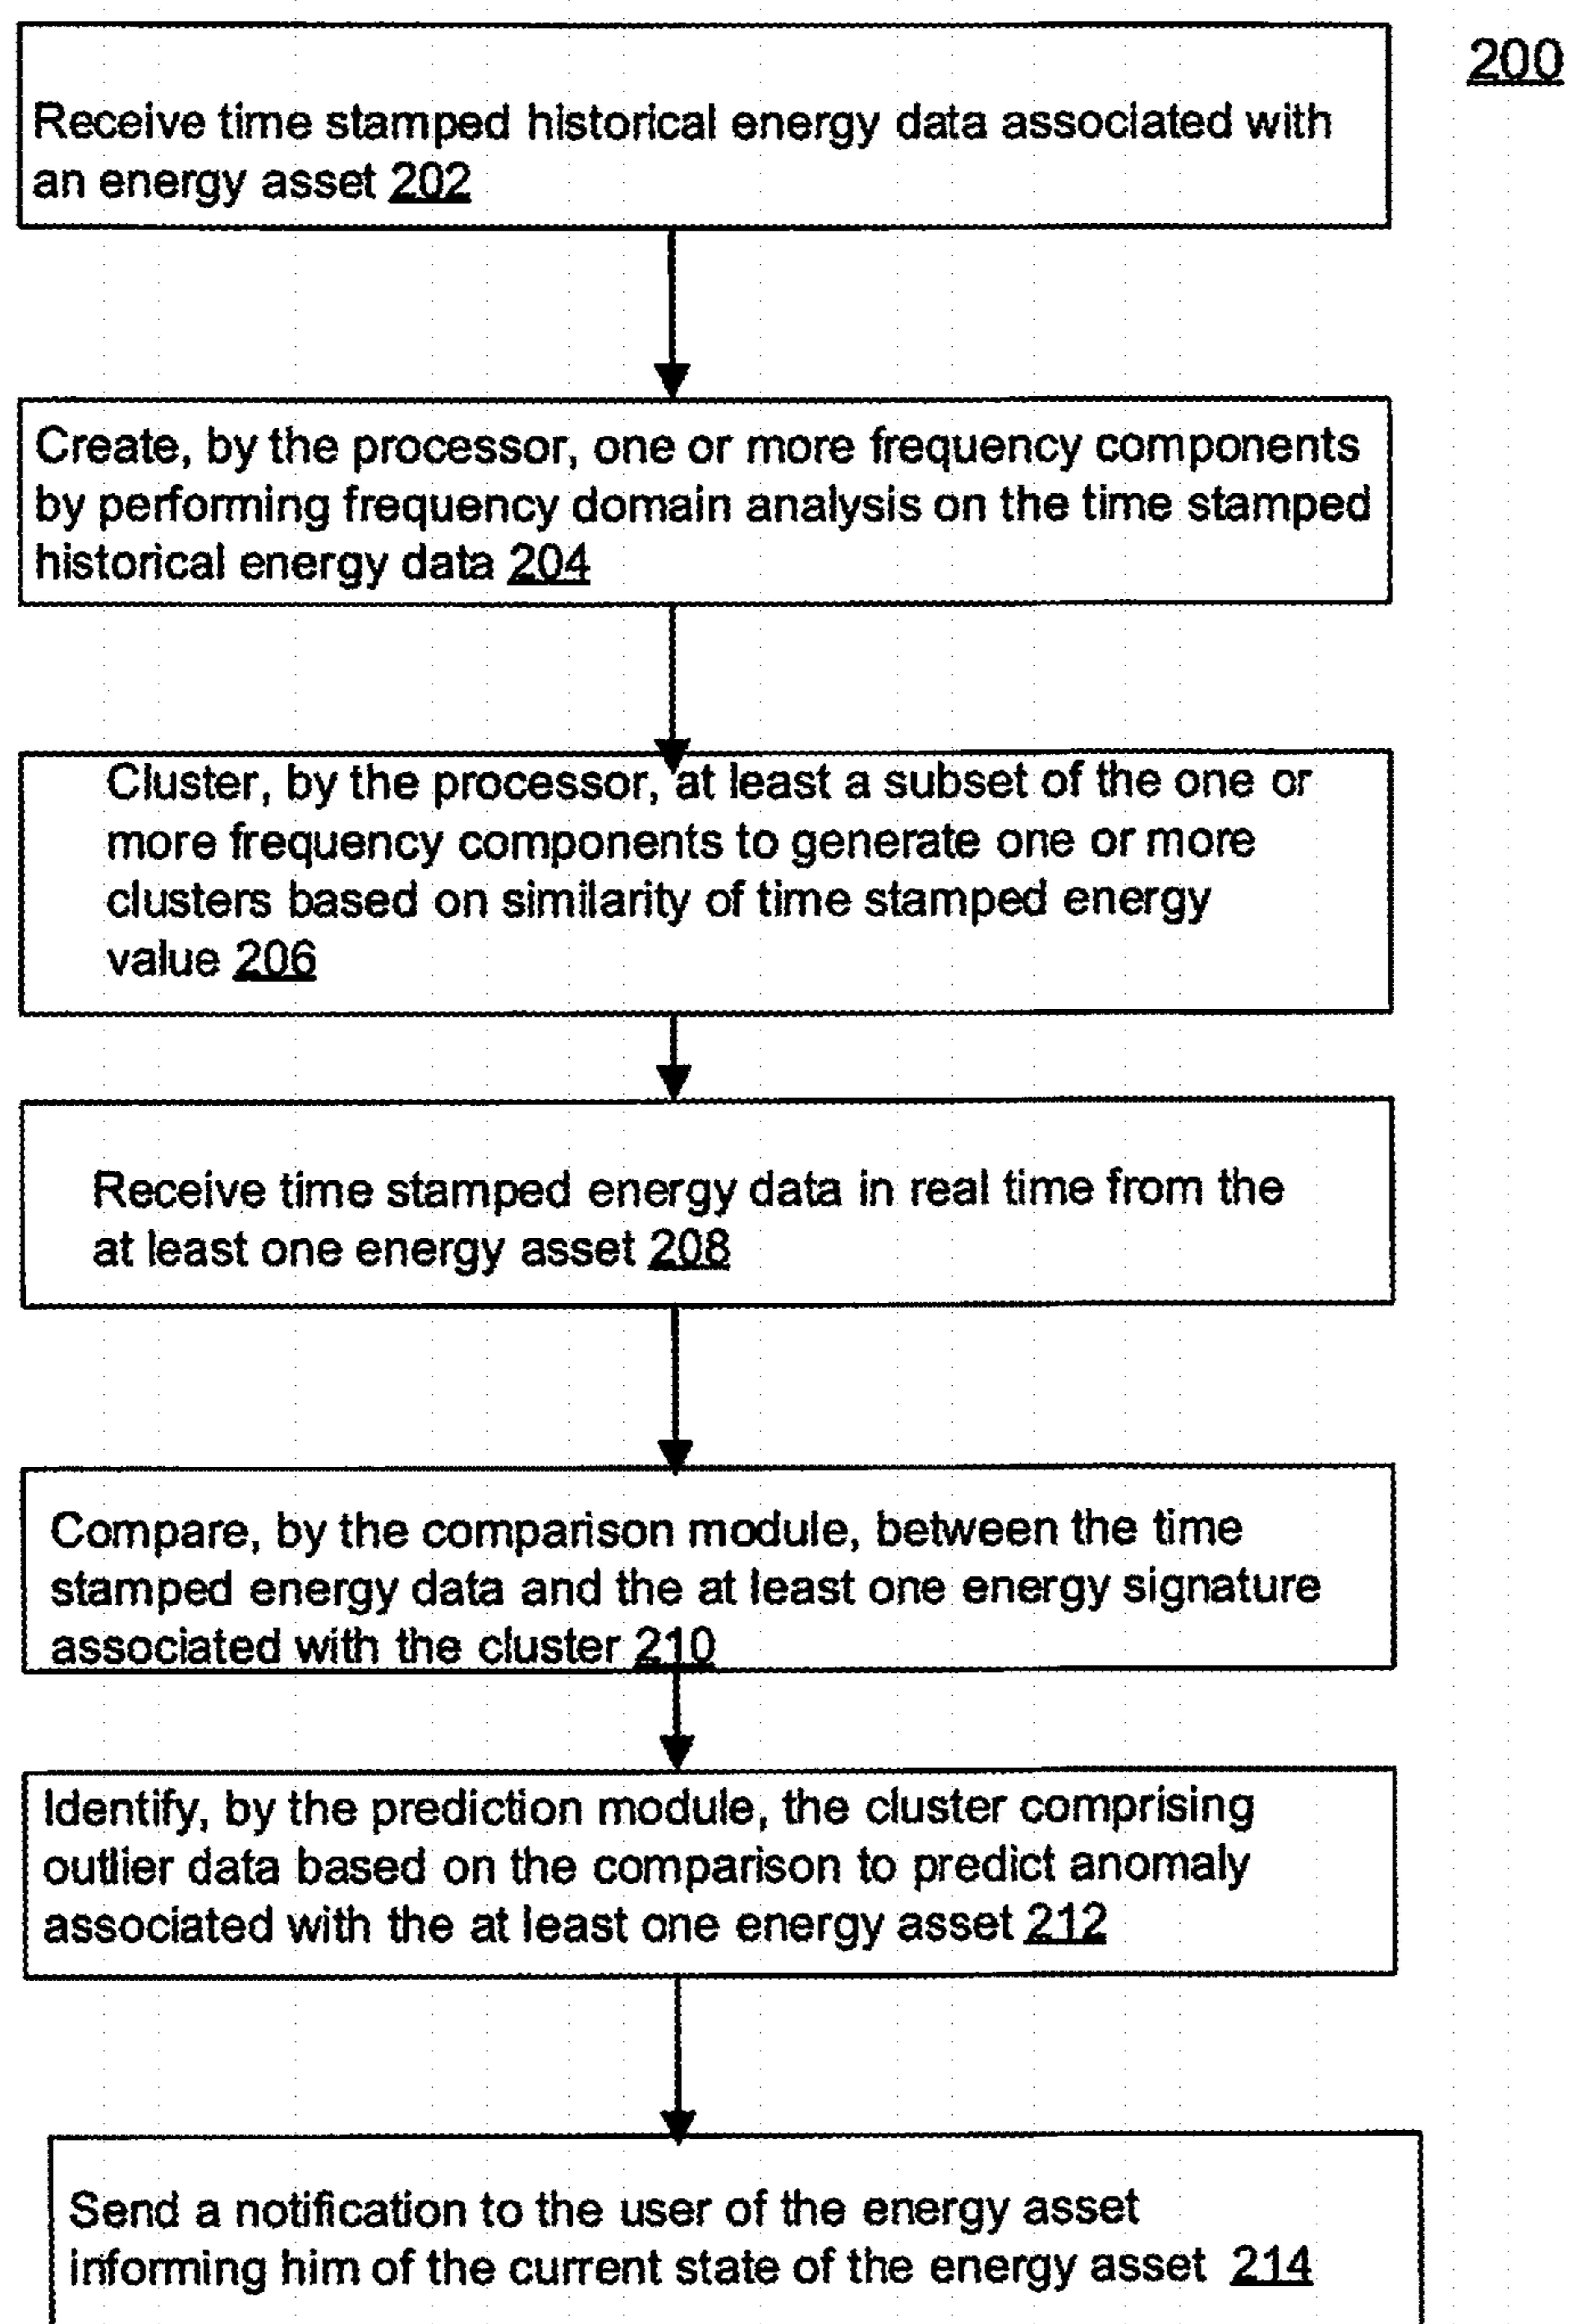 200
Receive time stamped historical energy data associated with
an energy asset 202
Create, by the processor, one or more frequency components
by performing frequency domain analysis on the time stamped
historical energy data 204
Cluster, by the processor, at least a subset of the one or
more frequency components to generate one or more
clusters based on similarity of time stamped energy
value 206
Receive time stamped energy data in real time from the
at least one energy asset 208
Compare, by the comparison module, between the time
stamped energy data and the at least one energy signature
associated with the cluster 210
Identify, by the prediction module, the cluster comprising
outlier data based on the comparison to predict anomaly
associated with the at least one energy asset 212
Send a notification to the user of the energy asset
informing him of the current state of the energy asset 214